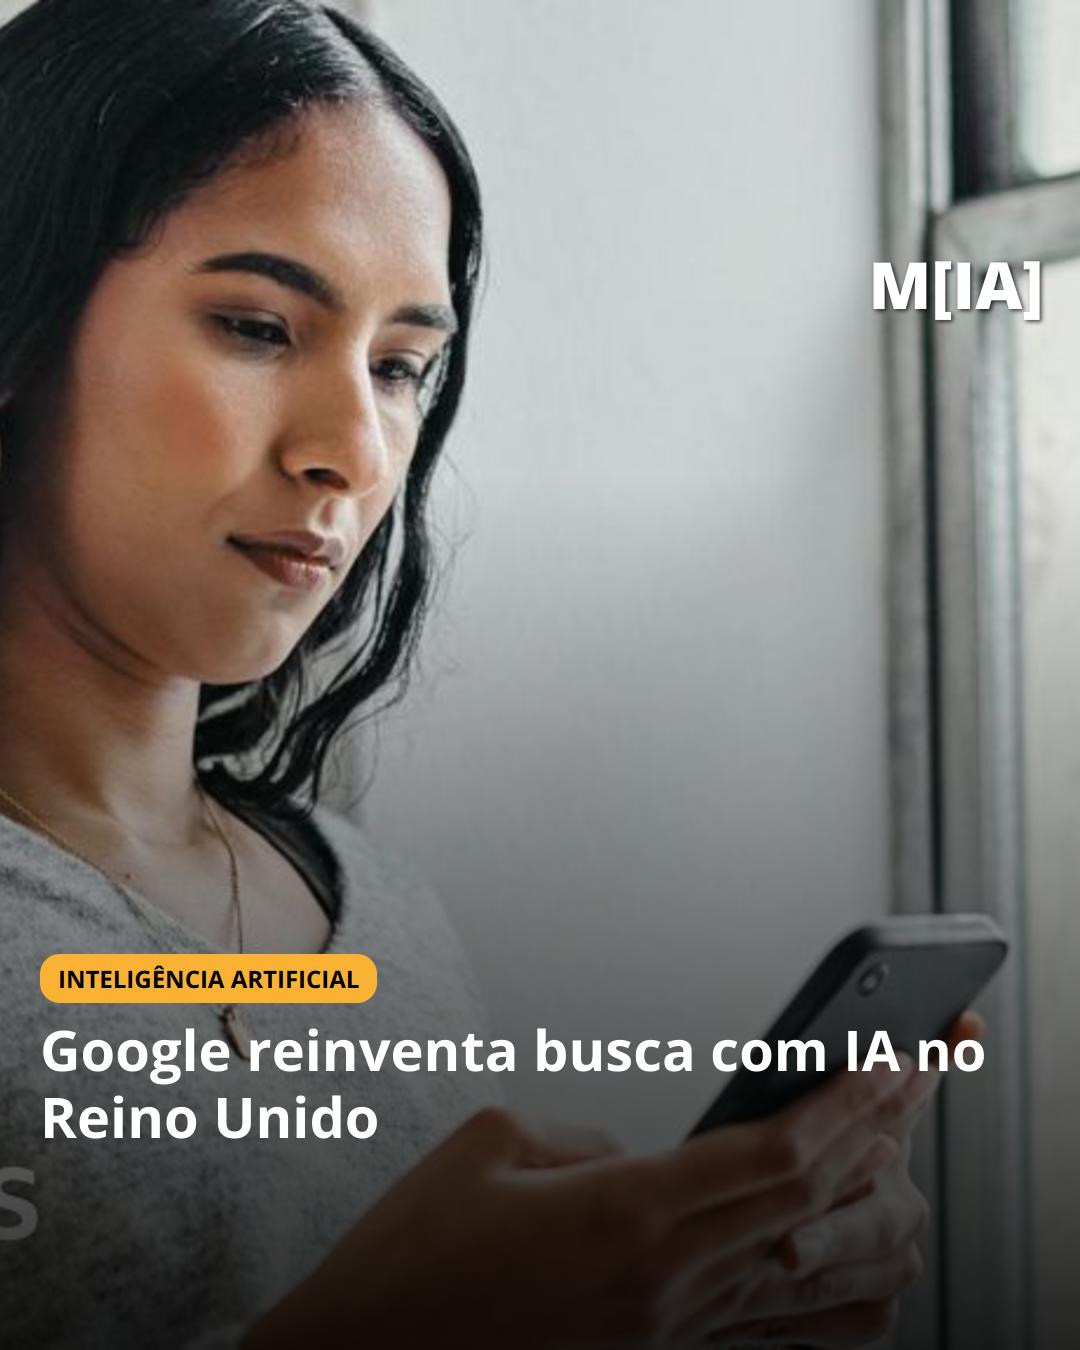 M[IA]
INTELIGÊNCIA ARTIFICIAL
Google reinventa busca com IA no
Reino Unido
S